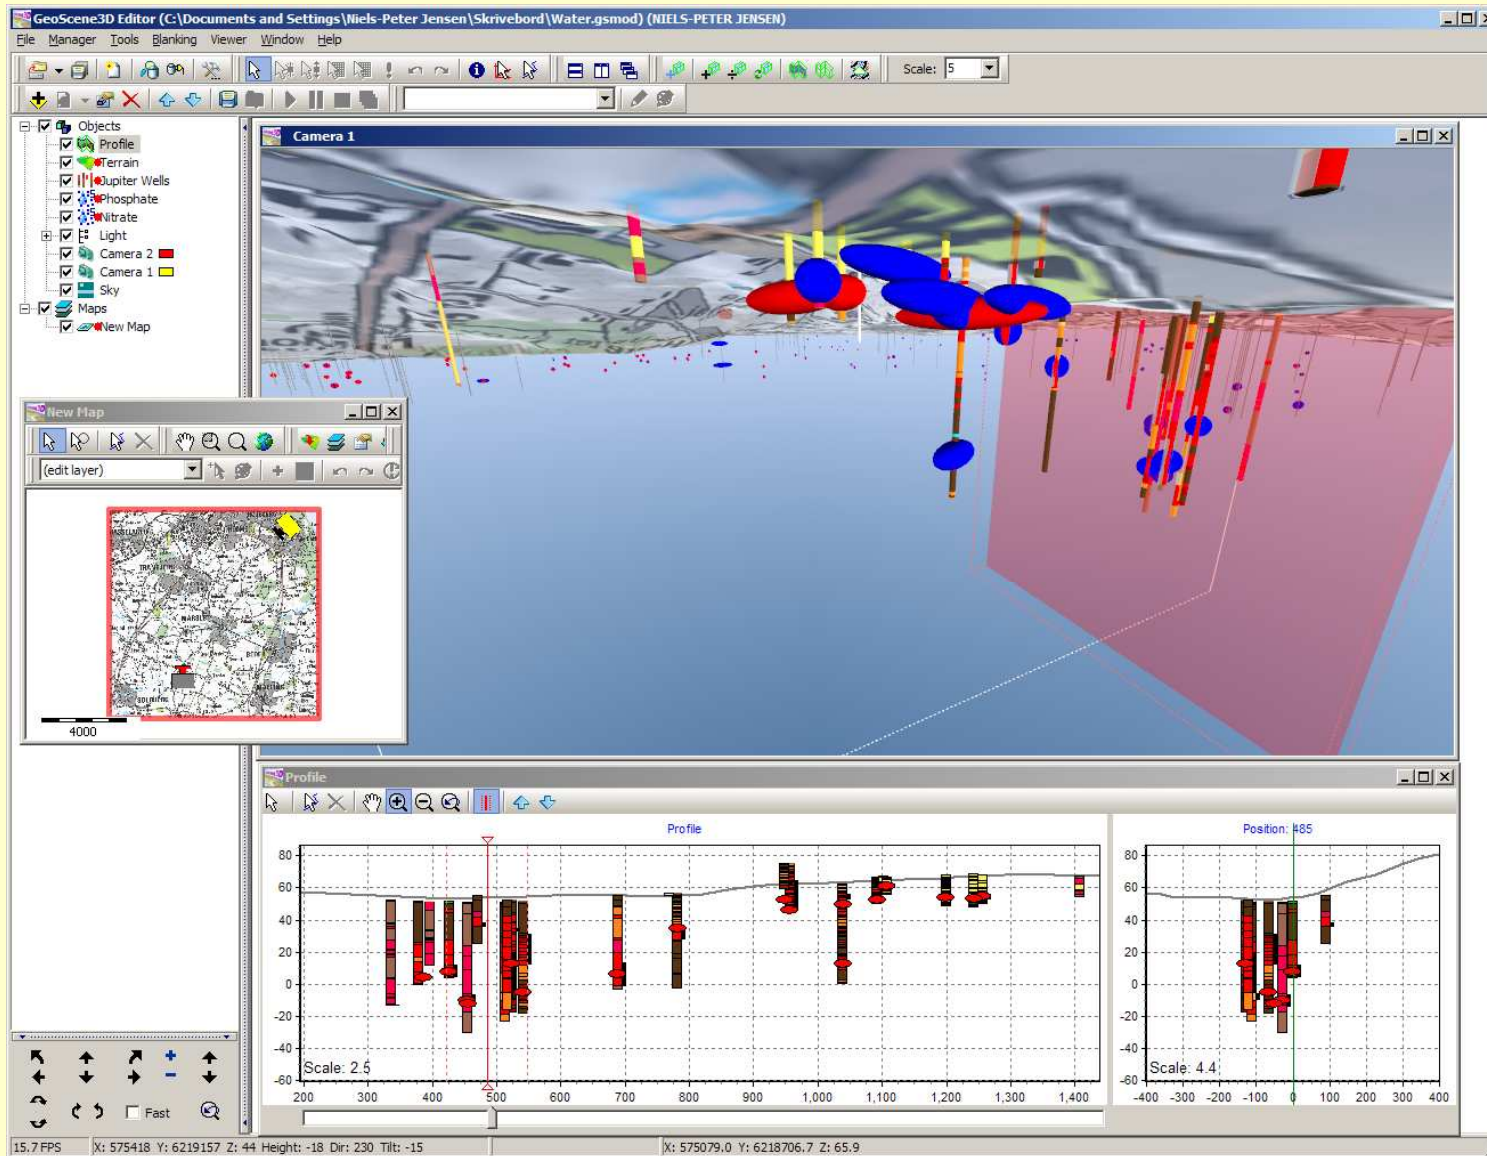 GeoScene3D Editor (C:\Documents and Settings\Niels-Peter Jensen\Skrivebord\Water.gsmod) (NIELS-PETER JENSEN)
File Manager Tools Blanking Viewer Window Help
Scale: 5
Objects
Profile
Terrain
Jupiter Wells
Phosphate
Nitrate
Light
Camera 2
Camera 1
Sky
Maps
New Map
Camera 1
New Map
(edit layer)
4000
Profile
Profile
80
60
40
20
0
-20
-40
-60
Scale: 2.5
200 300 400 500 600 700 800 900 1,000 1,100 1,200 1,300 1,400
Position: 485
80
60
40
20
0
-20
-40
-60
Scale: 4.4
-400 -300 -200 -100 0 100 200 300 400
Fast
15.7 FPS X: 575418 Y: 6219157 Z: 44 Height: -18 Dir: 230 Tilt: -15 X: 575079.0 Y: 6218706.7 Z: 65.9